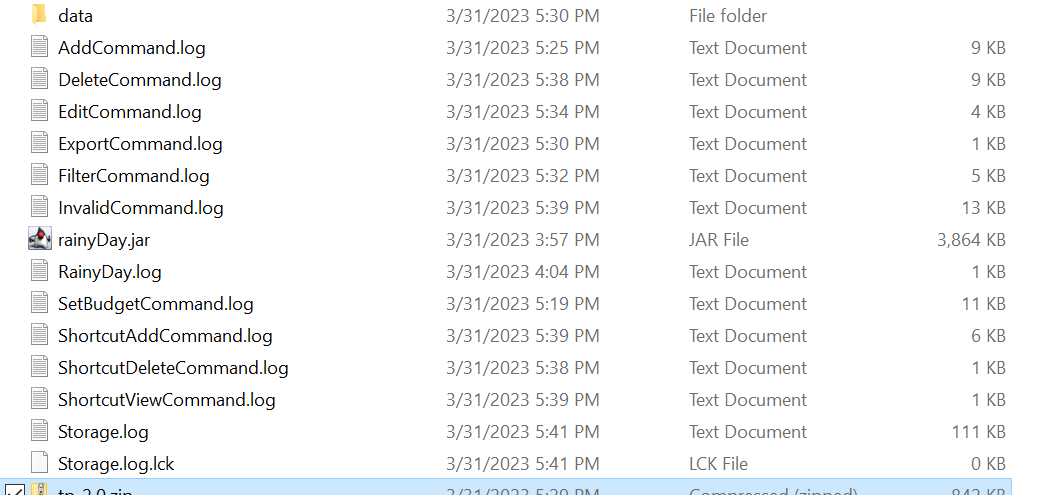 data 3/31/2023 5:30 PM File folder
AddCommand.log 3/31/2023 5:25 PM Text Document 9 KB
DeleteCommand.log 3/31/2023 5:38 PM Text Document 9 KB
EditCommand.log 3/31/2023 5:34 PM Text Document 4 KB
ExportCommand.log 3/31/2023 5:30 PM Text Document 1 KB
FilterCommand.log 3/31/2023 5:32 PM Text Document 5 KB
InvalidCommand.log 3/31/2023 5:39 PM Text Document 13 KB
rainyDay.jar 3/31/2023 3:57 PM JAR File 3,864 KB
RainyDay.log 3/31/2023 4:04 PM Text Document 1 KB
SetBudgetCommand.log 3/31/2023 5:19 PM Text Document 11 KB
ShortcutAddCommand.log 3/31/2023 5:39 PM Text Document 6 KB
ShortcutDeleteCommand.log 3/31/2023 5:38 PM Text Document 1 KB
ShortcutViewCommand.log 3/31/2023 5:39 PM Text Document 1 KB
Storage.log 3/31/2023 5:41 PM Text Document 111 KB
Storage.log.lck 3/31/2023 5:41 PM LCK File 0 KB
tp-2.0.zip 3/31/2023 5:29 PM Compressed (zipped) 842 KB